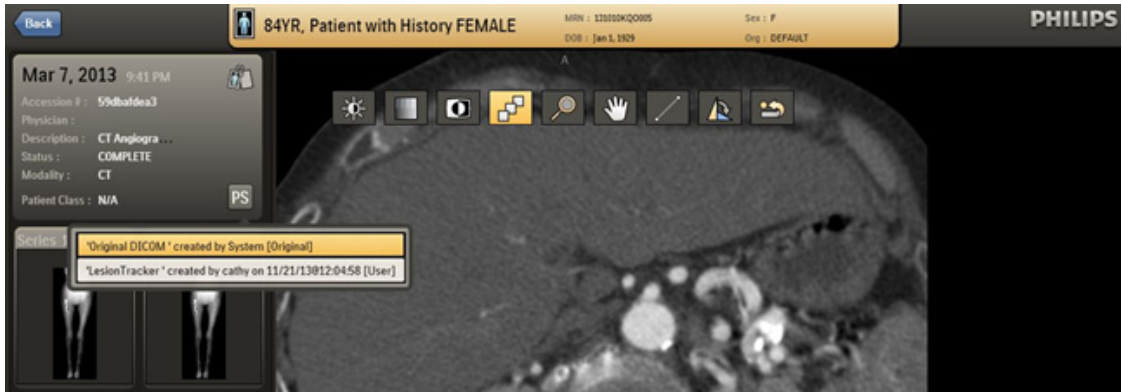 Back
84YR, Patient with History FEMALE
MRN : 131010KQO005
Sex : F
DOB : Jan 1, 1929
Org : DEFAULT
PHILIPS
Mar 7, 2013 9:41 PM
Accession # : 59dbafdea3
Physician :
Description : CT Angiogra...
Status : COMPLETE
Modality : CT
Patient Class : N/A
PS
A
Series 1
'Original DICOM ' created by System [Original]
'LesionTracker ' created by cathy on 11/21/13@12:04:58 [User]